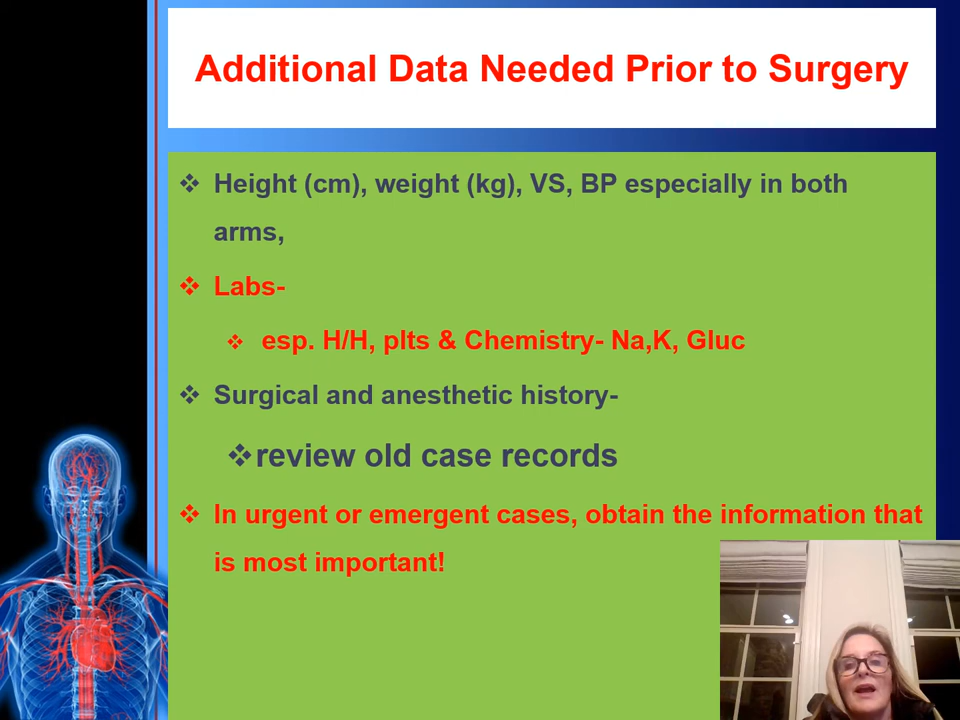 Additional Data Needed Prior to Surgery
Height (cm), weight (kg), VS, BP especially in both
arms,
Labs-
esp. H/H, plts & Chemistry- Na,K, Gluc
Surgical and anesthetic history-
review old case records
In urgent or emergent cases, obtain the information that
is most important!